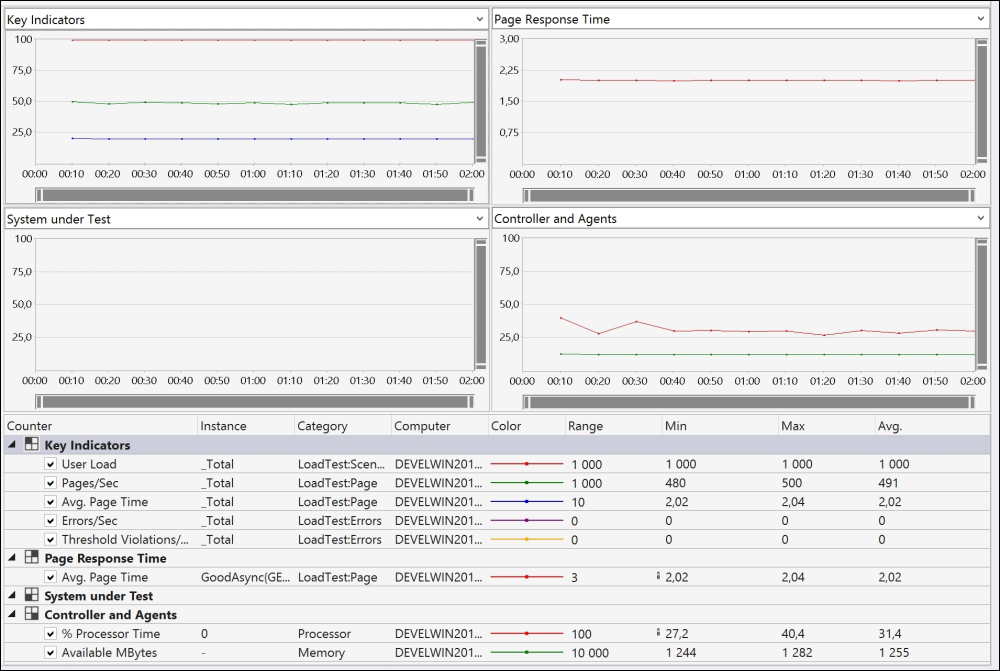 Key Indicators
100
75,0
50,0
25,0
00:00 00:10 00:20 00:30 00:40 00:50 01:00 01:10 01:20 01:30 01:40 01:50 02:00
Page Response Time
3,00
2,25
1,50
0,75
00:00 00:10 00:20 00:30 00:40 00:50 01:00 01:10 01:20 01:30 01:40 01:50 02:00
System under Test
100
75,0
50,0
25,0
00:00 00:10 00:20 00:30 00:40 00:50 01:00 01:10 01:20 01:30 01:40 01:50 02:00
Controller and Agents
100
75,0
50,0
25,0
00:00 00:10 00:20 00:30 00:40 00:50 01:00 01:10 01:20 01:30 01:40 01:50 02:00
Counter Instance Category Computer Color Range Min Max Avg.
Key Indicators
User Load _Total LoadTest:Scen... DEVELWIN201... 1 000 1 000 1 000 1 000
Pages/Sec _Total LoadTest:Page DEVELWIN201... 1 000 480 500 491
Avg. Page Time _Total LoadTest:Page DEVELWIN201... 10 2,02 2,04 2,02
Errors/Sec _Total LoadTest:Errors DEVELWIN201... 0 0 0 0
Threshold Violations/... _Total LoadTest:Errors DEVELWIN201... 0 0 0 0
Page Response Time
Avg. Page Time GoodAsync(GE... LoadTest:Page DEVELWIN201... 3 2,02 2,04 2,02
System under Test
Controller and Agents
% Processor Time 0 Processor DEVELWIN201... 100 27,2 40,4 31,4
Available MBytes - Memory DEVELWIN201... 10 000 1 244 1 282 1 255